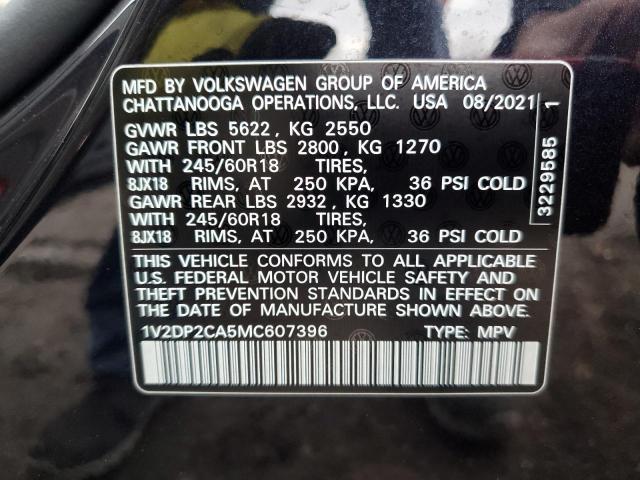 MFD BY VOLKSWAGEN GROUP OF AMERICA
CHATTANOOGA OPERATIONS, LLC. USA 08/2021
GVWR LBS 5622, KG 2550
GAWR FRONT LBS 2800, KG 1270
WITH 245/60R18 TIRES,
8JX18 RIMS, AT 250 KPA, 36 PSI COLD
GAWR REAR LBS 2932, KG 1330
WITH 245/60R18 TIRES,
8JX18 RIMS, AT 250 KPA, 36 PSI COLD
THIS VEHICLE CONFORMS TO ALL APPLICABLE
U.S. FEDERAL MOTOR VEHICLE SAFETY AND
THEFT PREVENTION STANDARDS IN EFFECT ON
THE DATE OF MANUFACTURE SHOWN ABOVE.
1V2DP2CA5MC607396 TYPE: MPV
3229585 1